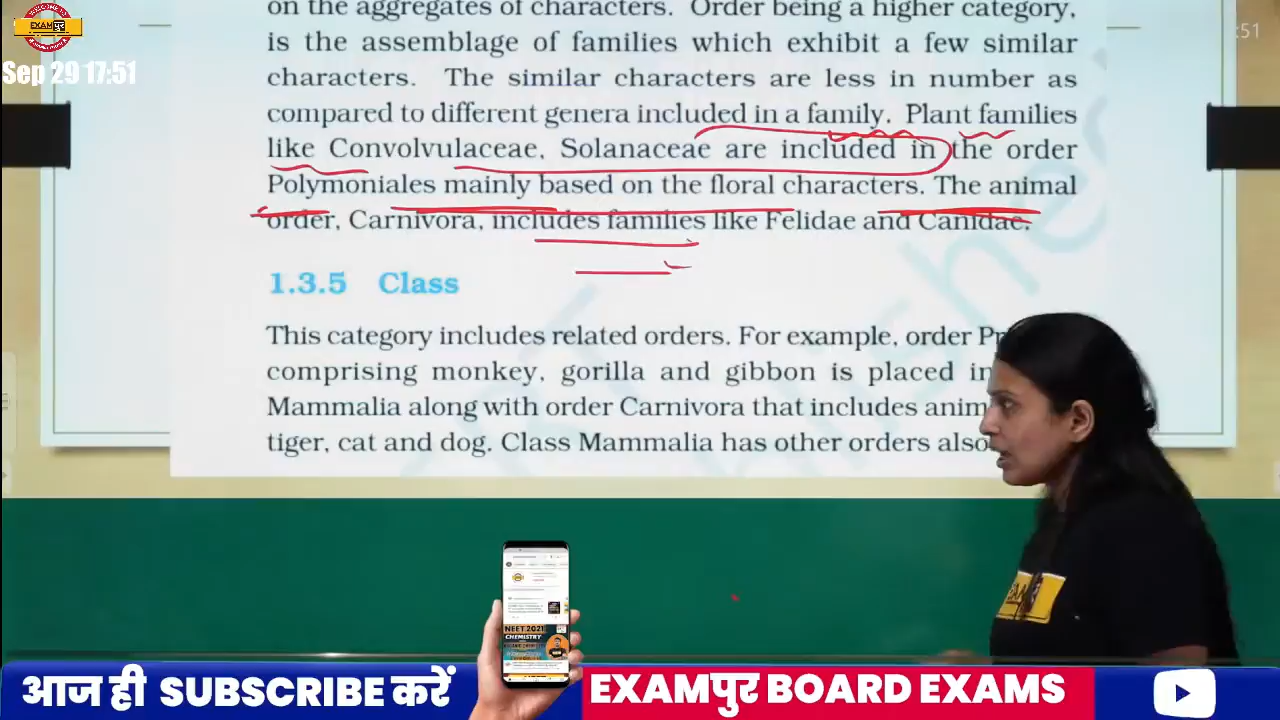 EXAMपुर
Sep 29 17:51
:51
on the aggregates of characters. Order being a higher category,
is the assemblage of families which exhibit a few similar
characters. The similar characters are less in number as
compared to different genera included in a family. Plant families
like Convolvulaceae, Solanaceae are included in the order
Polymoniales mainly based on the floral characters. The animal
order, Carnivora, includes families like Felidae and Canidae.
1.3.5 Class
This category includes related orders. For example, order Pr
comprising monkey, gorilla and gibbon is placed in
Mammalia along with order Carnivora that includes anim
tiger, cat and dog. Class Mammalia has other orders also
NEET 2021
CHEMISTRY
आज ही SUBSCRIBE करें
EXAMपुर BOARD EXAMS